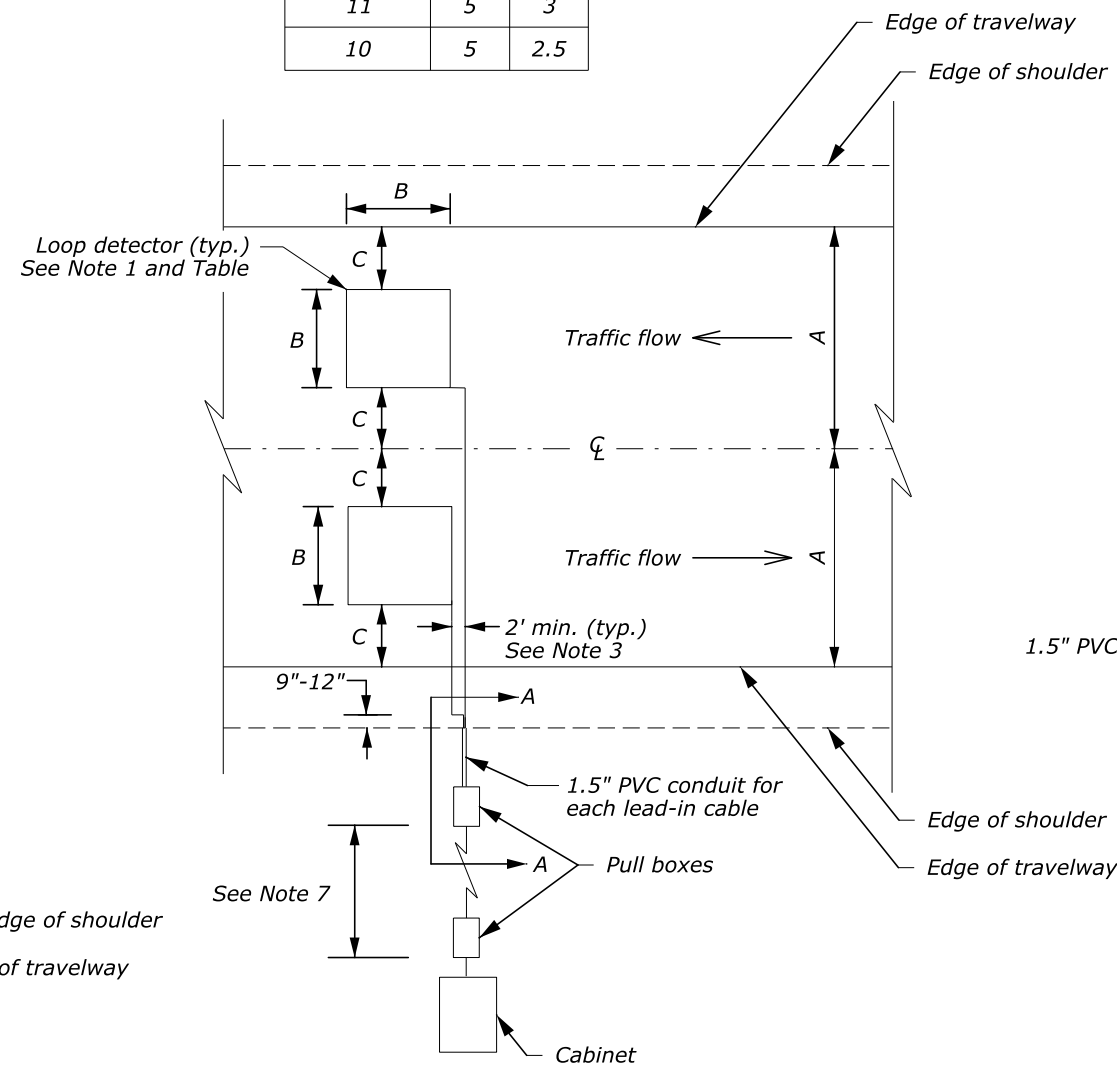 11 5 3
10 5 2.5
Edge of travelway
Edge of shoulder
B
Loop detector (typ.)
See Note 1 and Table
C
B
Traffic flow
A
C
℄
C
B
Traffic flow
A
C
2' min. (typ.)
See Note 3
1.5" PVC
9"-12"
A
1.5" PVC conduit for
each lead-in cable
Edge of shoulder
A
Pull boxes
Edge of travelway
See Note 7
dge of shoulder
of travelway
Cabinet